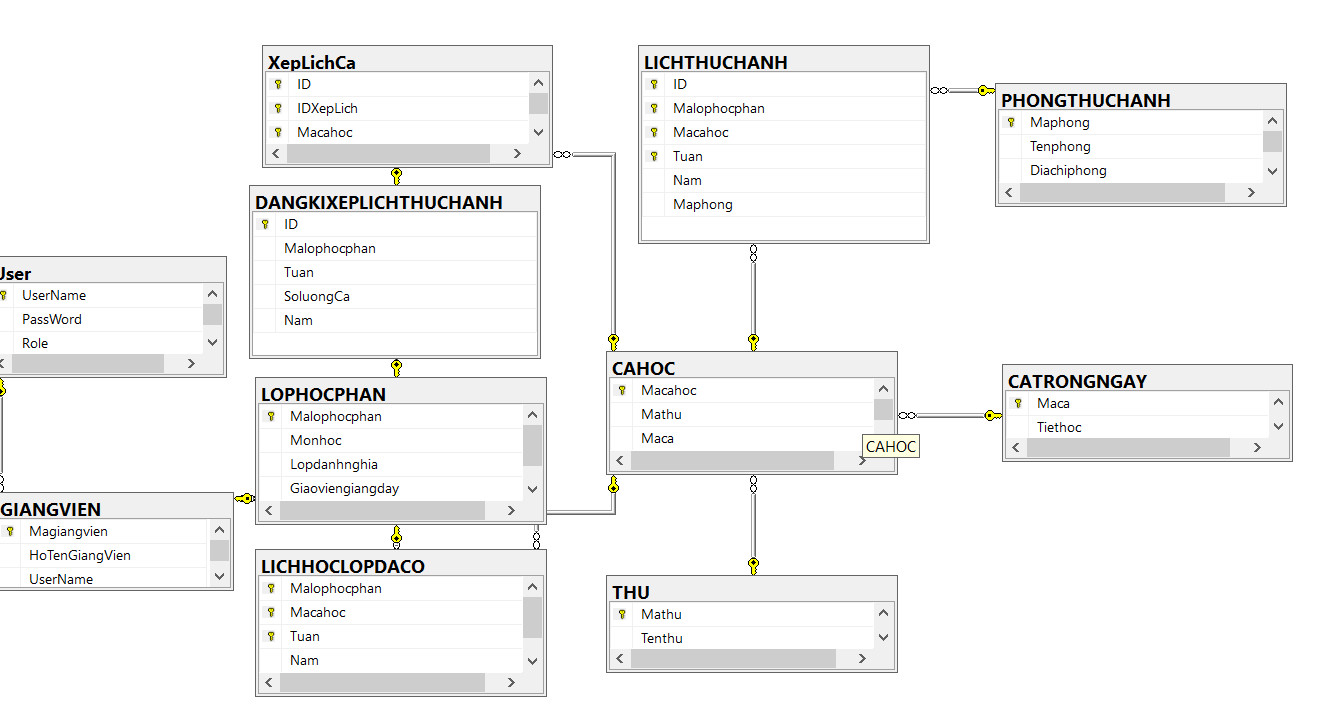 XepLichCa
ID
IDXepLich
Macahoc
LICHTHUCHANH
ID
Malophocphan
Macahoc
Tuan
Nam
Maphong
PHONGTHUCHANH
Maphong
Tenphong
Diachiphong
DANGKIXEPLICHTHUCHANH
ID
Malophocphan
Tuan
SoluongCa
Nam
User
UserName
PassWord
Role
LOPHOCPHAN
Malophocphan
Monhoc
Lopdanhnghia
Giaoviengiangday
CAHOC
Macahoc
Mathu
Maca
CAHOC
CATRONGNGAY
Maca
Tiethoc
GIANGVIEN
Magiangvien
HoTenGiangVien
UserName
LICHHOCLOPDACO
Malophocphan
Macahoc
Tuan
Nam
THU
Mathu
Tenthu